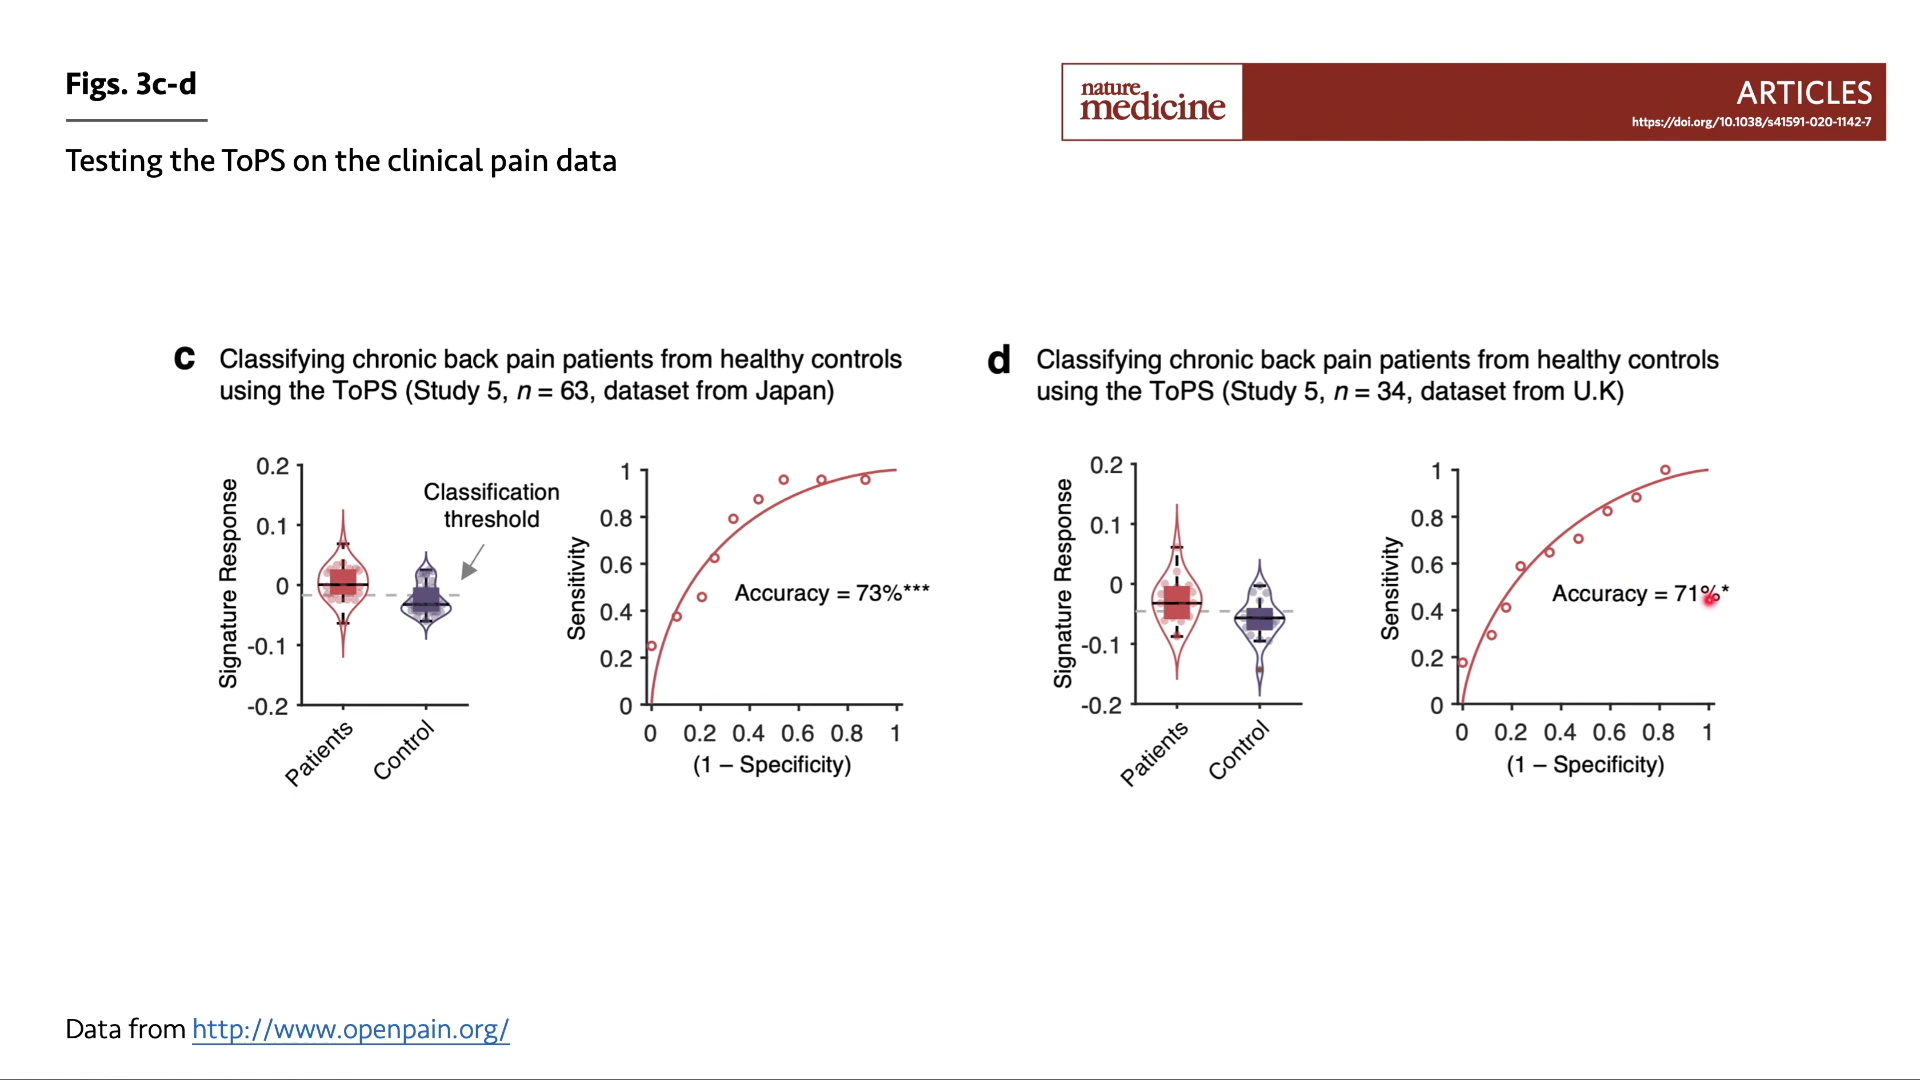 Figs. 3c-d
nature
medicine
ARTICLES
https://doi.org/10.1038/s41591-020-1142-7
Testing the ToPS on the clinical pain data
c
Classifying chronic back pain patients from healthy controls
using the ToPS (Study 5, n = 63, dataset from Japan)
Signature Response
0.2
0.1
0
-0.1
-0.2
Patients
Control
Classification
threshold
Sensitivity
1
0.8
0.6
0.4
0.2
0
Accuracy = 73%***
0 0.2 0.4 0.6 0.8 1
(1 – Specificity)
d
Classifying chronic back pain patients from healthy controls
using the ToPS (Study 5, n = 34, dataset from U.K)
Signature Response
0.2
0.1
0
-0.1
-0.2
Patients
Control
Sensitivity
1
0.8
0.6
0.4
0.2
0
Accuracy = 71%*
0 0.2 0.4 0.6 0.8 1
(1 – Specificity)
Data from http://www.openpain.org/